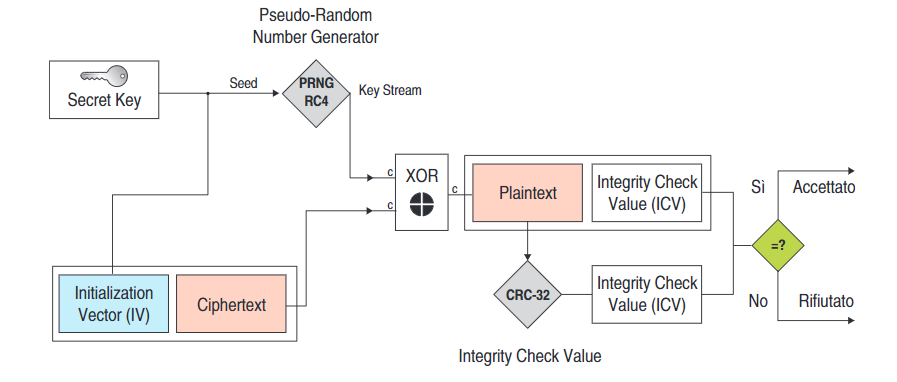 Pseudo-Random
Number Generator
Secret Key
Seed
PRNG
RC4
Key Stream
c
c
XOR
c
Plaintext
Integrity Check
Value (ICV)
Sì
Accettato
=?
Initialization
Vector (IV)
Ciphertext
CRC-32
Integrity Check
Value (ICV)
No
Rifiutato
Integrity Check Value